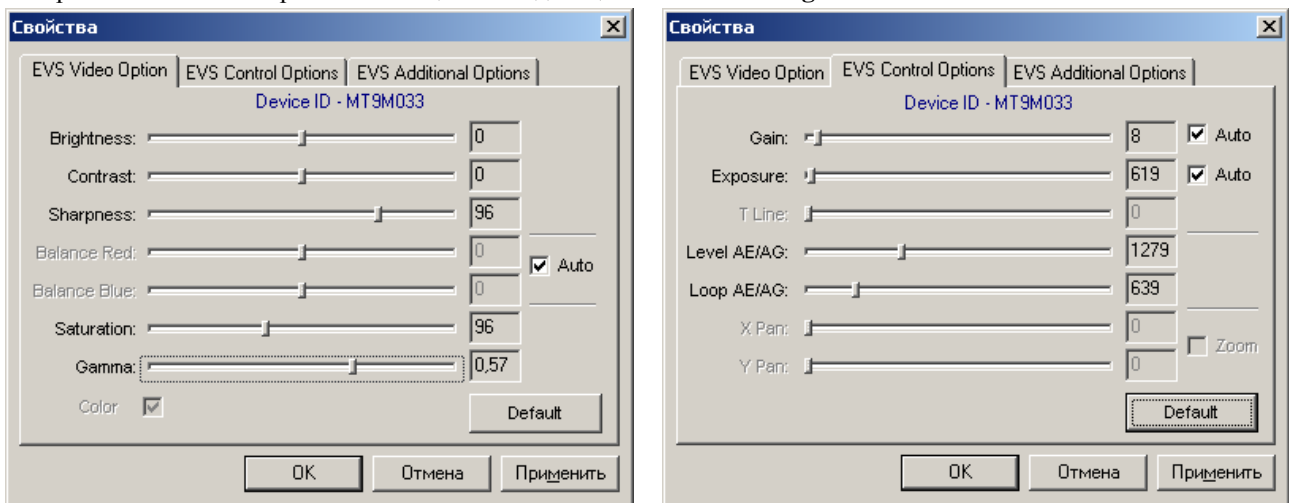 Свойства
EVS Video Option EVS Control Options EVS Additional Options
Device ID - MT9M033
Brightness: 0
Contrast: 0
Sharpness: 96
Balance Red: 0
Auto
Balance Blue: 0
Saturation: 96
Gamma: 0,57
Color
Default
OK Отмена Применить
Свойства
EVS Video Option EVS Control Options EVS Additional Options
Device ID - MT9M033
Gain: 8 Auto
Exposure: 619 Auto
T Line: 0
Level AE/AG: 1279
Loop AE/AG: 639
X Pan: 0
Zoom
Y Pan: 0
Default
OK Отмена Применить